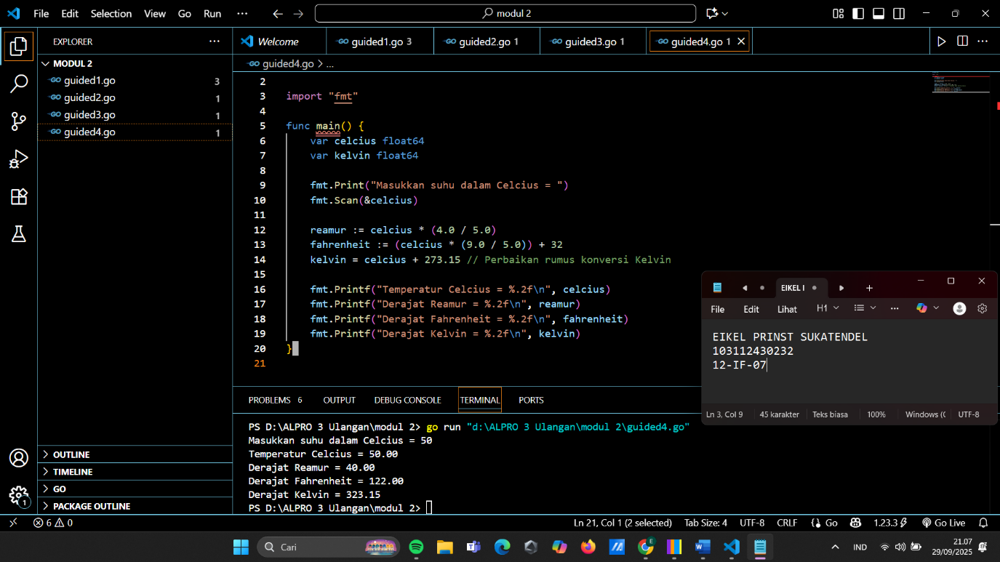 File Edit Selection View Go Run ··· modul 2
EXPLORER
MODUL 2
guided1.go 3
guided2.go 1
guided3.go 1
guided4.go 1
OUTLINE
TIMELINE
GO
PACKAGE OUTLINE
Welcome guided1.go 3 guided2.go 1 guided3.go 1 guided4.go 1
guided4.go > ...
2
3 import "fmt"
4
5 func main() {
6 var celcius float64
7 var kelvin float64
8
9 fmt.Print("Masukkan suhu dalam Celcius = ")
10 fmt.Scan(&celcius)
11
12 reamur := celcius * (4.0 / 5.0)
13 fahrenheit := (celcius * (9.0 / 5.0)) + 32
14 kelvin = celcius + 273.15 // Perbaikan rumus konversi Kelvin
15
16 fmt.Printf("Temperatur Celcius = %.2f\n", celcius)
17 fmt.Printf("Derajat Reamur = %.2f\n", reamur)
18 fmt.Printf("Derajat Fahrenheit = %.2f\n", fahrenheit)
19 fmt.Printf("Derajat Kelvin = %.2f\n", kelvin)
20 }
21
PROBLEMS 6 OUTPUT DEBUG CONSOLE TERMINAL PORTS
PS D:\ALPRO 3 Ulangan\modul 2> go run "d:\ALPRO 3 Ulangan\modul 2\guided4.go"
Masukkan suhu dalam Celcius = 50
Temperatur Celcius = 50.00
Derajat Reamur = 40.00
Derajat Fahrenheit = 122.00
Derajat Kelvin = 323.15
PS D:\ALPRO 3 Ulangan\modul 2>
EIKEL I
File Edit Lihat H1
EIKEL PRINST SUKATENDEL
103112430232
12-IF-07
Ln 3, Col 9 45 karakter Teks biasa 100% Windows (C UTF-8
6 0 Ln 21, Col 1 (2 selected) Tab Size: 4 UTF-8 CRLF Go 1.23.3 Go Live
1
Cari IND 21.07
29/09/2025